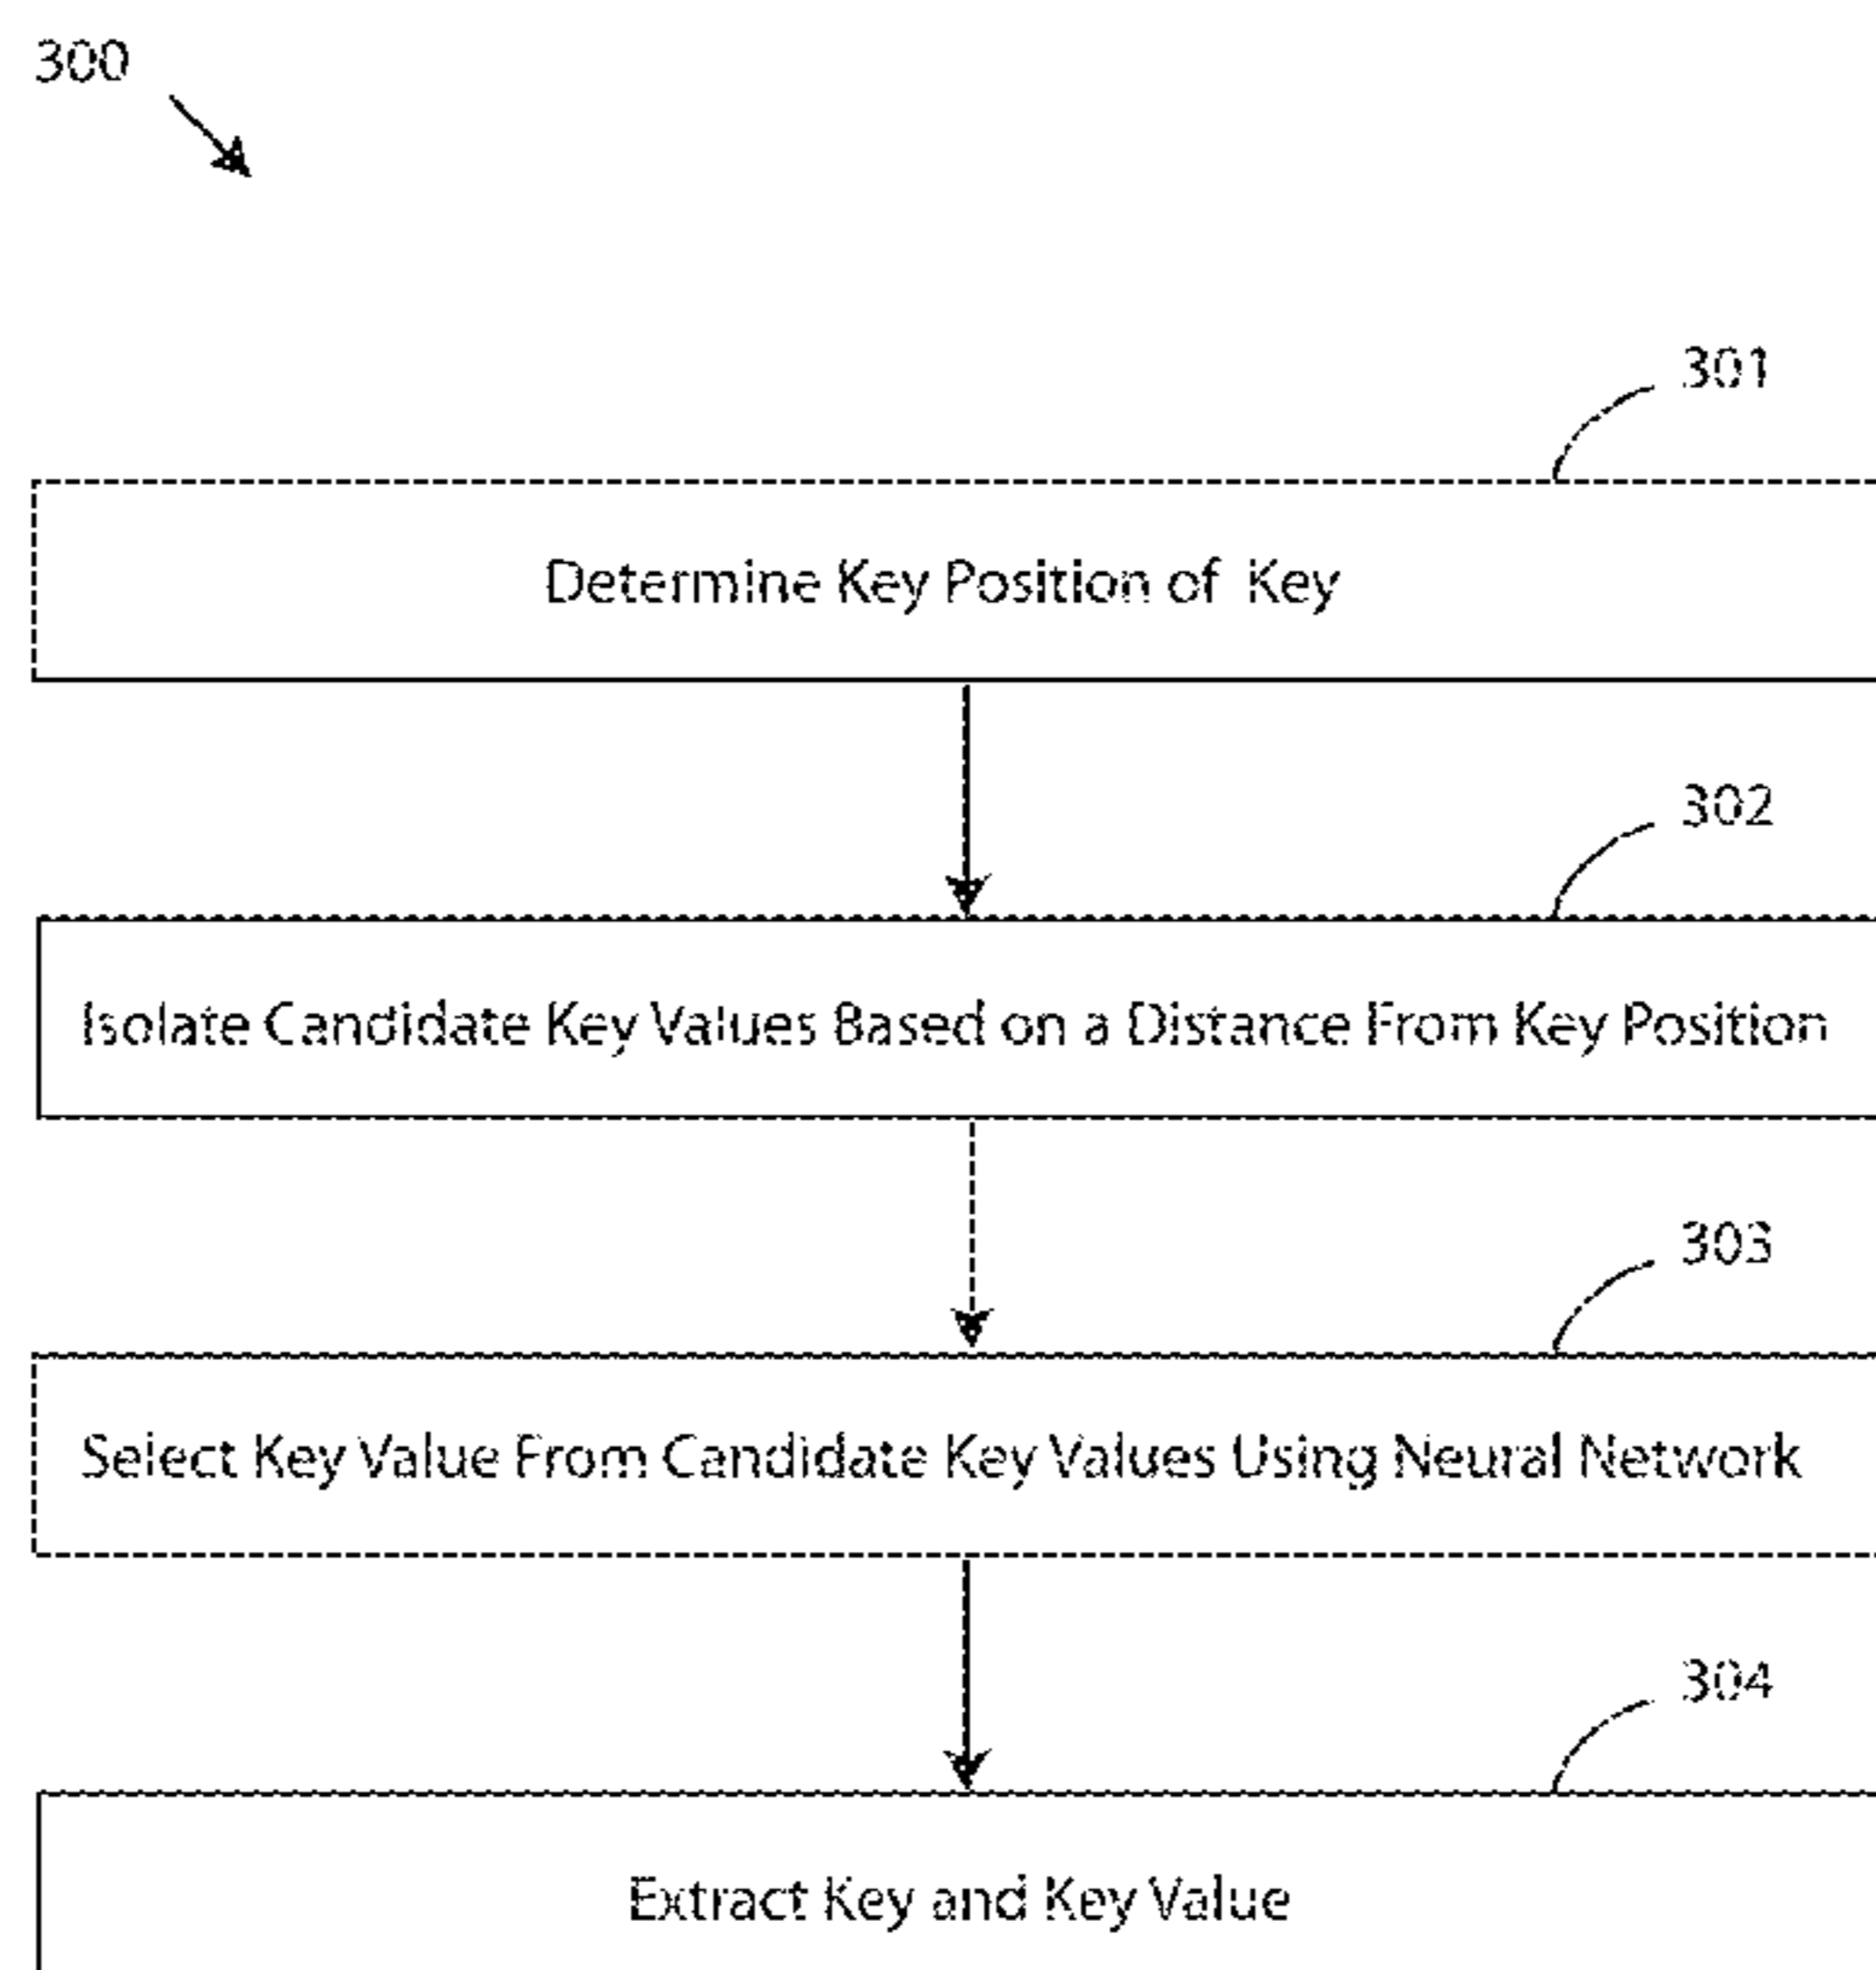 300
301
Determine Key Position of Key
302
Isolate Candidate Key Values Based on a Distance From Key Position
303
Select Key Value From Candidate Key Values Using Neural Network
304
Extract Key and Key Value